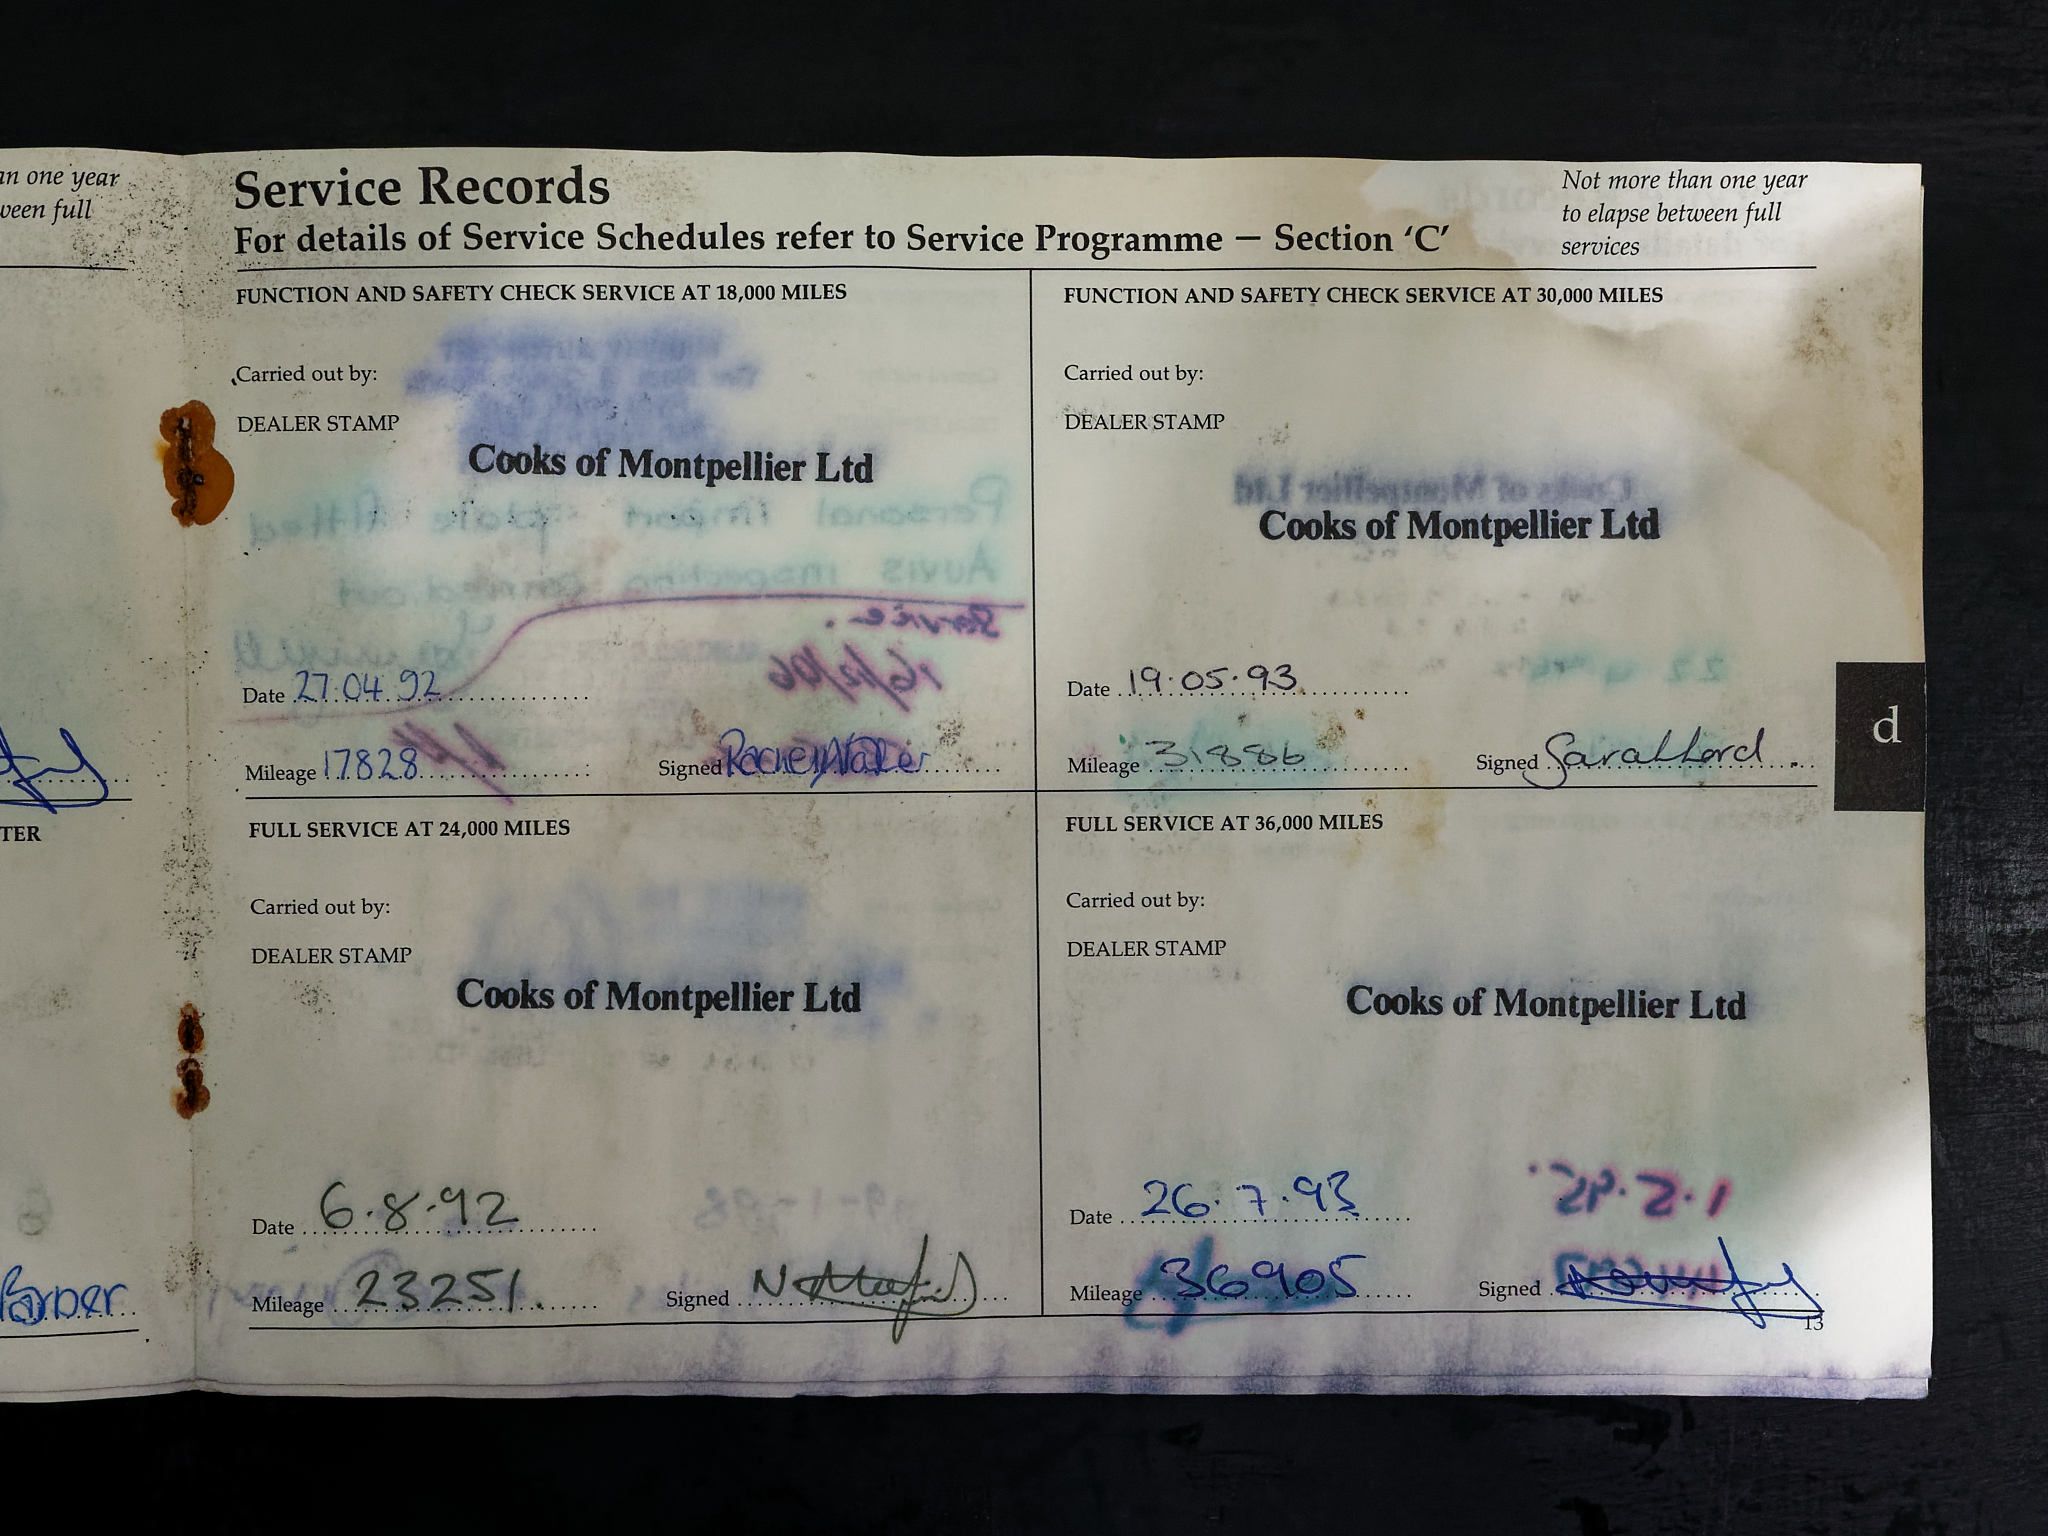 an one year
ween full
TER
Service Records
For details of Service Schedules refer to Service Programme — Section ‘C’
Not more than one year
to elapse between full
services
FUNCTION AND SAFETY CHECK SERVICE AT 18,000 MILES
Carried out by:
DEALER STAMP
Cooks of Montpellier Ltd
Date 27.04.92
Mileage 17828
Signed
FULL SERVICE AT 24,000 MILES
Carried out by:
DEALER STAMP
Cooks of Montpellier Ltd
Date 6.8.92
Mileage 23251
Signed
FUNCTION AND SAFETY CHECK SERVICE AT 30,000 MILES
Carried out by:
DEALER STAMP
Cooks of Montpellier Ltd
Date 19.05.93
Mileage 31886
Signed Sarah Lord
FULL SERVICE AT 36,000 MILES
Carried out by:
DEALER STAMP
Cooks of Montpellier Ltd
Date 26.7.93
Mileage 36905
Signed
d
13